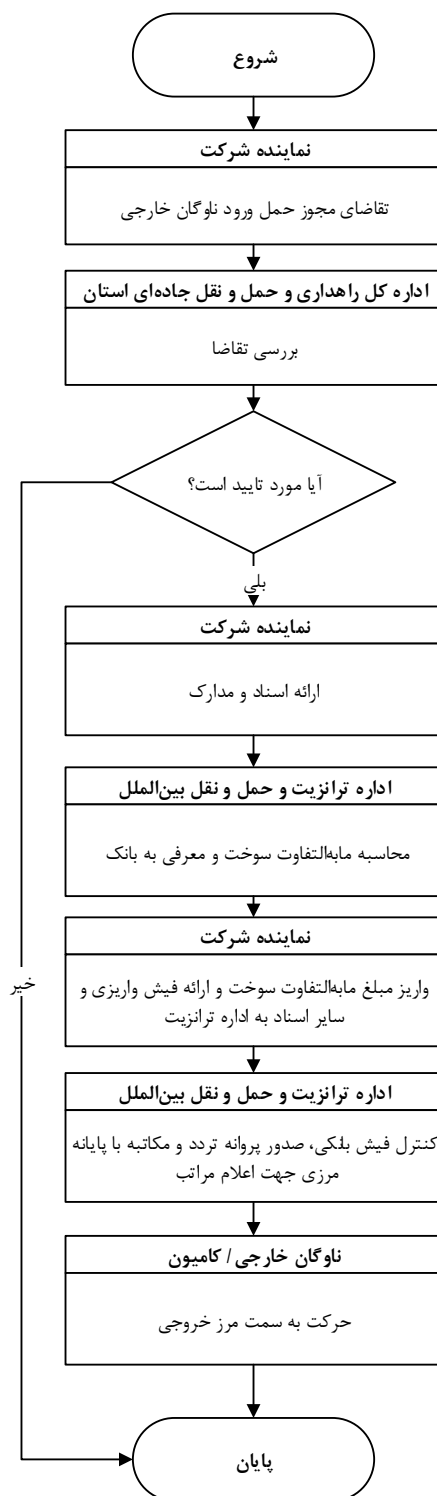 شروع
نماینده شرکت
تقاضای مجوز حمل ورود ناوگان خارجی
اداره کل راهداری و حمل و نقل جاده‌ای استان
بررسی تقاضا
آیا مورد تایید است؟
بلی
نماینده شرکت
ارائه اسناد و مدارک
اداره ترانزیت و حمل و نقل بین‌الملل
محاسبه مابه‌التفاوت سوخت و معرفی به بانک
نماینده شرکت
خیر
واریز مبلغ مابه‌التفاوت سوخت و ارائه فیش واریزی و
سایر اسناد به اداره ترانزیت
اداره ترانزیت و حمل و نقل بین‌الملل
کنترل فیش بانکی، صدور پروانه تردد و مکاتبه با پایانه
مرزی جهت اعلام مراتب
ناوگان خارجی/ کامیون
حرکت به سمت مرز خروجی
پایان